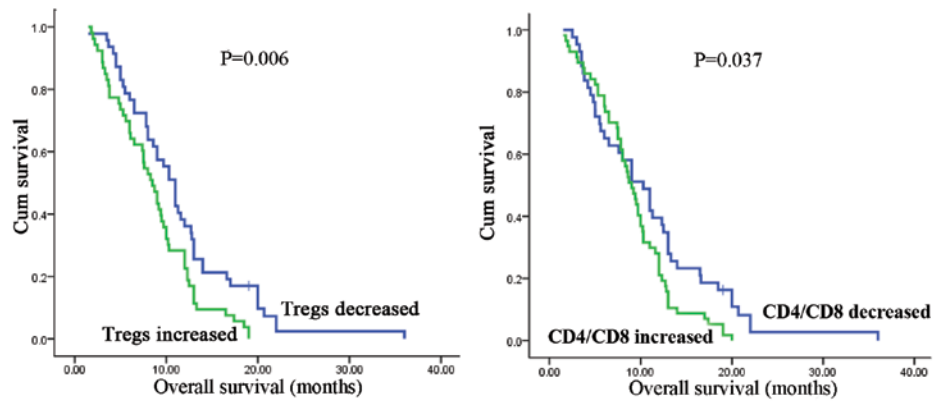 P=0.006
Cum survival
1.0
0.8
0.6
0.4
0.2
0.0
Tregs decreased
Tregs increased
0.00 10.00 20.00 30.00 40.00
Overall survival (months)
P=0.037
Cum survival
1.0
0.8
0.6
0.4
0.2
0.0
CD4/CD8 decreased
CD4/CD8 increased
0.00 10.00 20.00 30.00 40.00
Overall survival (months)